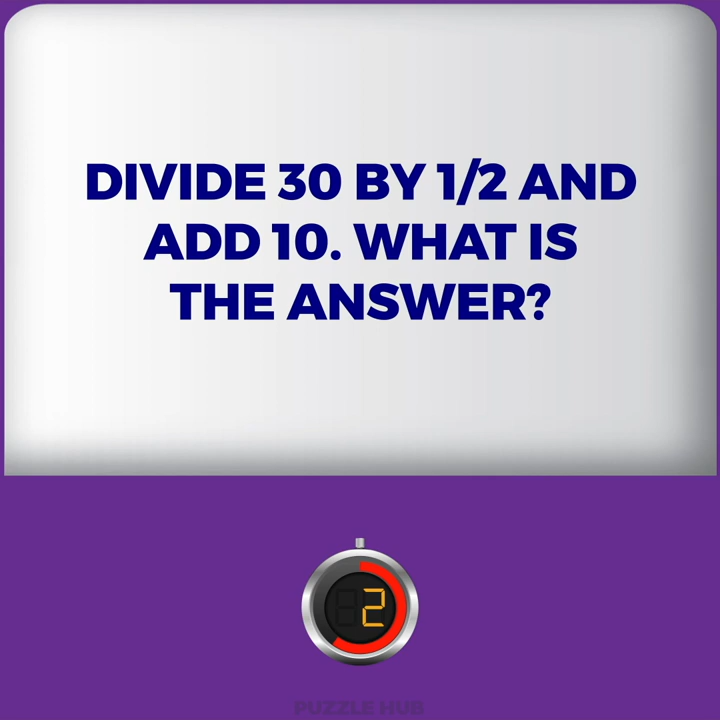 DIVIDE 30 BY 1/2 AND
ADD 10. WHAT IS
THE ANSWER?
2
PUZZLE HUB